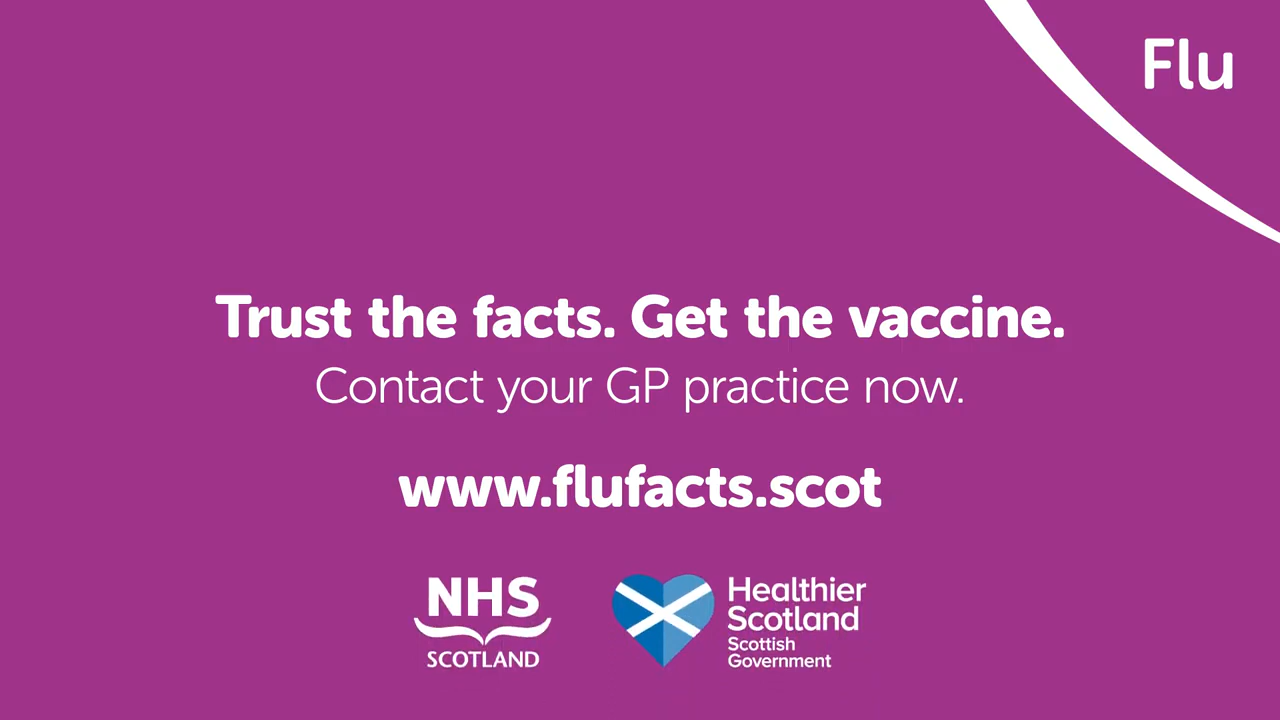 Flu
Trust the facts. Get the vaccine.
Contact your GP practice now.
www.flufacts.scot
NHS
SCOTLAND
Healthier
Scotland
Scottish
Government